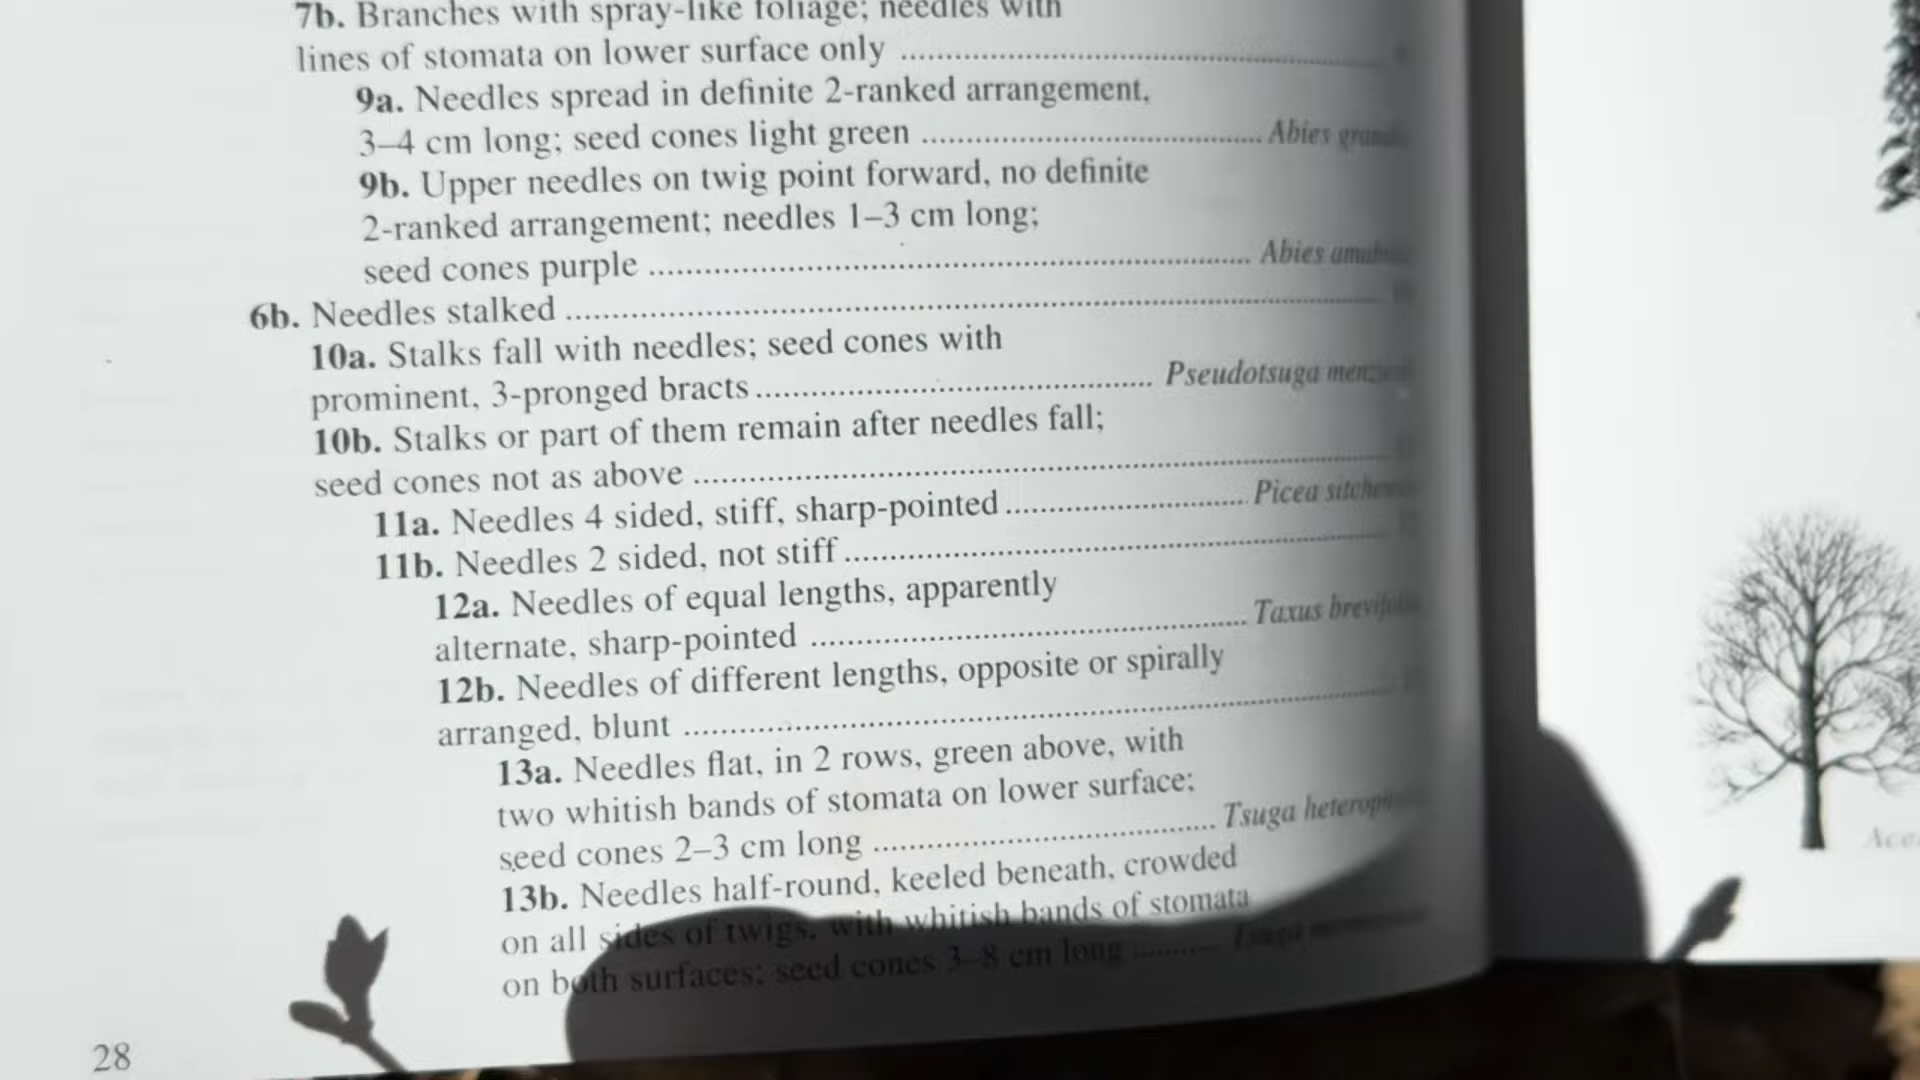 7b. Branches with spray-like foliage; needles with
lines of stomata on lower surface only ........................................
9a. Needles spread in definite 2-ranked arrangement,
3–4 cm long; seed cones light green ........................ Abies
9b. Upper needles on twig point forward, no definite
2-ranked arrangement; needles 1–3 cm long;
seed cones purple ........................................ Abies
6b. Needles stalked ........................................
10a. Stalks fall with needles; seed cones with
prominent, 3-pronged bracts ........................ Pseudotsuga
10b. Stalks or part of them remain after needles fall;
seed cones not as above ........................................
11a. Needles 4 sided, stiff, sharp-pointed ................ Picea
11b. Needles 2 sided, not stiff ........................................
12a. Needles of equal lengths, apparently
alternate, sharp-pointed ........................ Taxus
12b. Needles of different lengths, opposite or spirally
arranged, blunt ........................................
13a. Needles flat, in 2 rows, green above, with
two whitish bands of stomata on lower surface;
seed cones 2–3 cm long ........................ Tsuga
13b. Needles half-round, keeled beneath, crowded
on all sides of twigs, with whitish bands of stomata
on both surfaces; seed cones 3–8 cm long ........ Tsuga
28